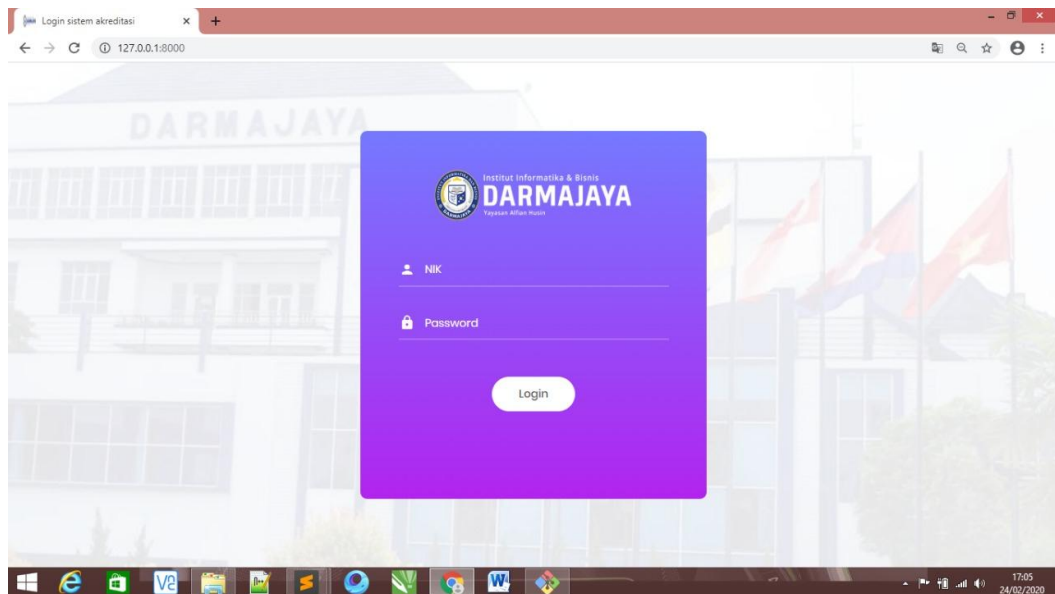 Login sistem akreditasi
127.0.0.1:8000
DARMAJAYA
Institut Informatika & Bisnis
DARMAJAYA
Yayasan Alfian Husin
NIK
Password
Login
17:05
24/02/2020